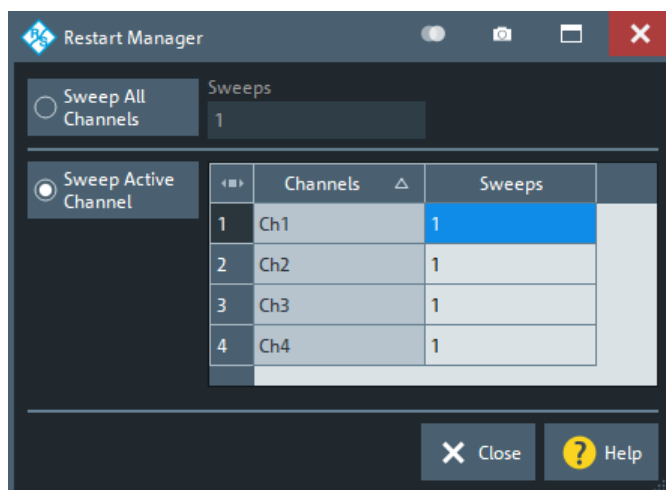 R&S Restart Manager
Sweep All
Channels
Sweeps
1
Sweep Active
Channel
Channels Sweeps
1 Ch1 1
2 Ch2 1
3 Ch3 1
4 Ch4 1
Close
? Help